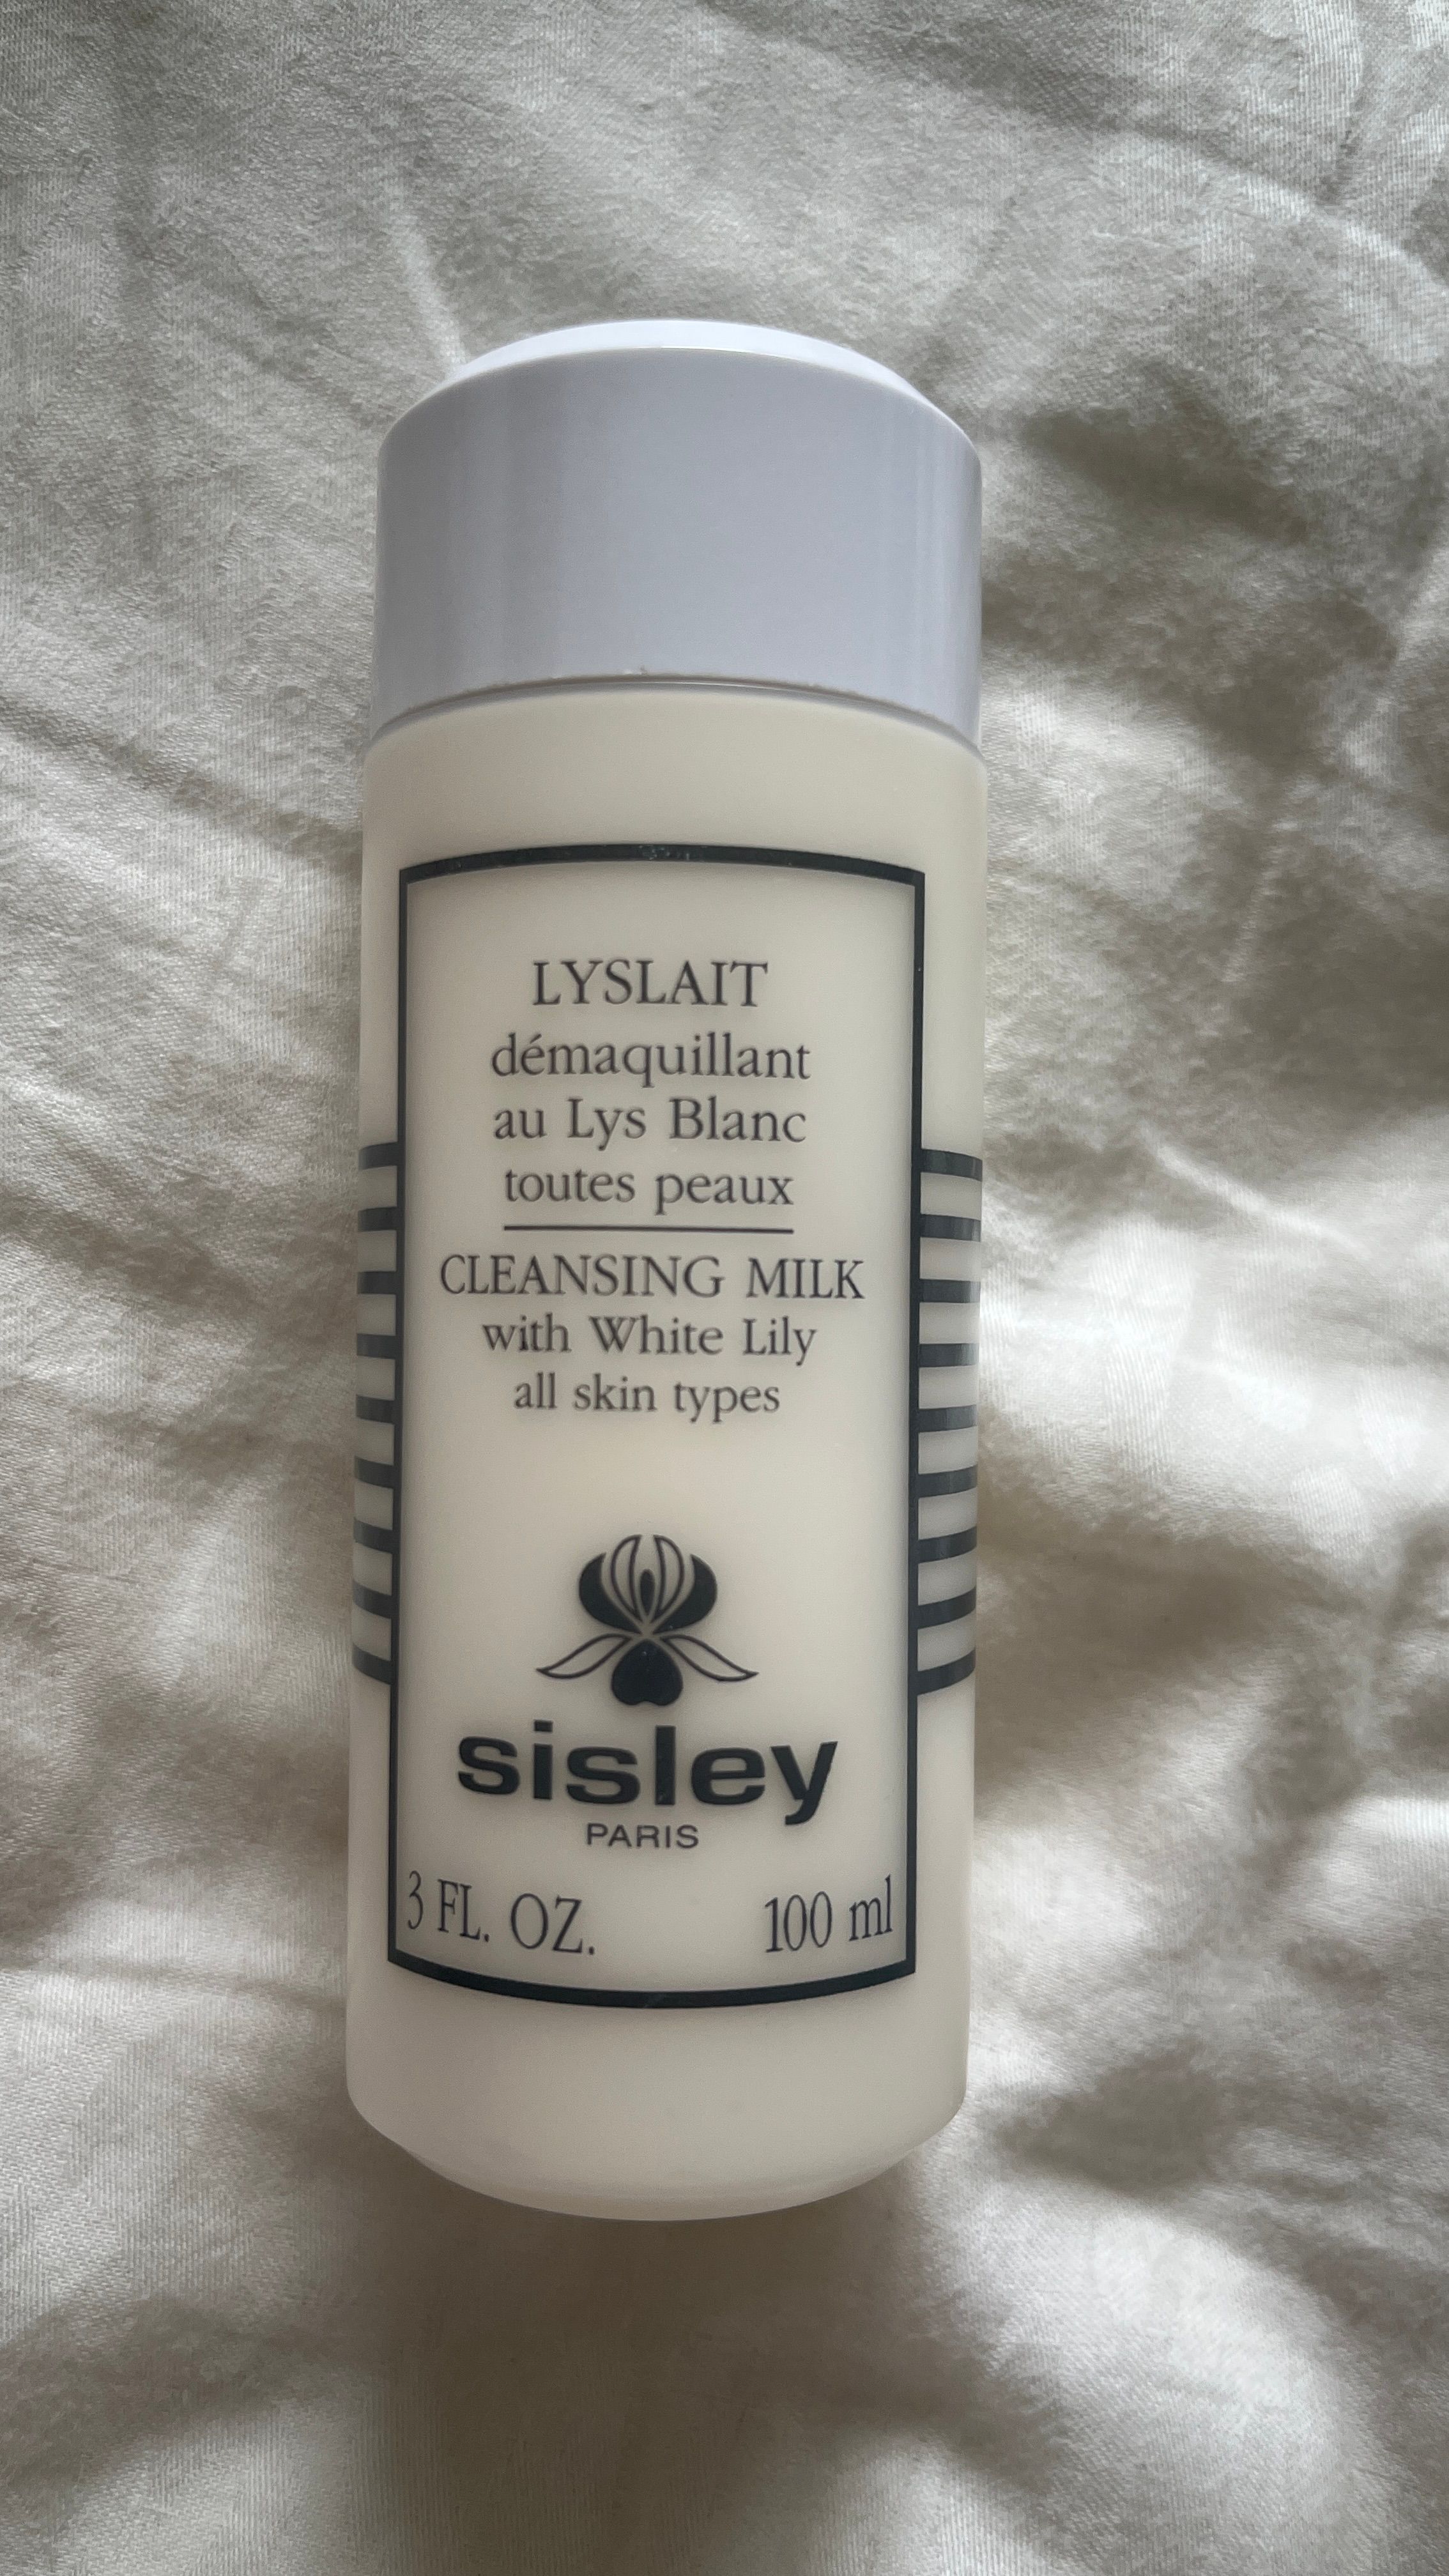 LYSLAIT
démaquillant
au Lys Blanc
toutes peaux
CLEANSING MILK
with White Lily
all skin types
sisley
PARIS
3 FL. OZ. 100 ml